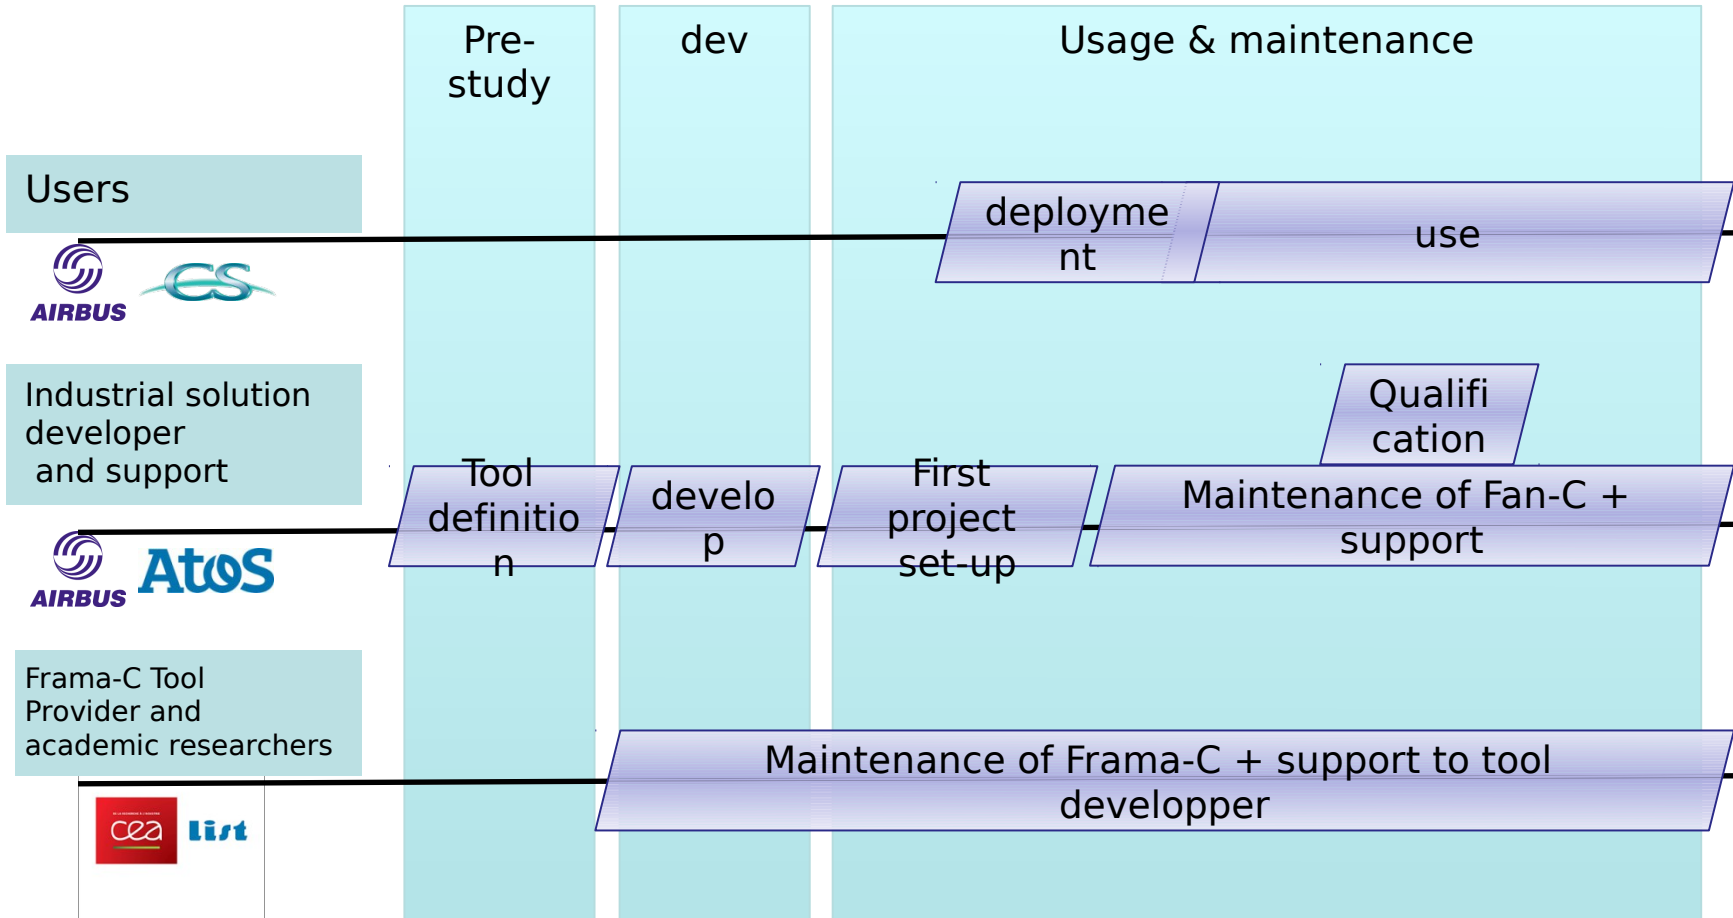 Pre-
study
dev
Usage & maintenance
Users
deployme
nt
use
AIRBUS
CS
Industrial solution
developer
and support
Qualifi
cation
Tool
definitio
n
develo
p
First
project
set-up
Maintenance of Fan-C +
support
AIRBUS
Atos
Frama-C Tool
Provider and
academic researchers
Maintenance of Frama-C + support to tool
developper
cea
list